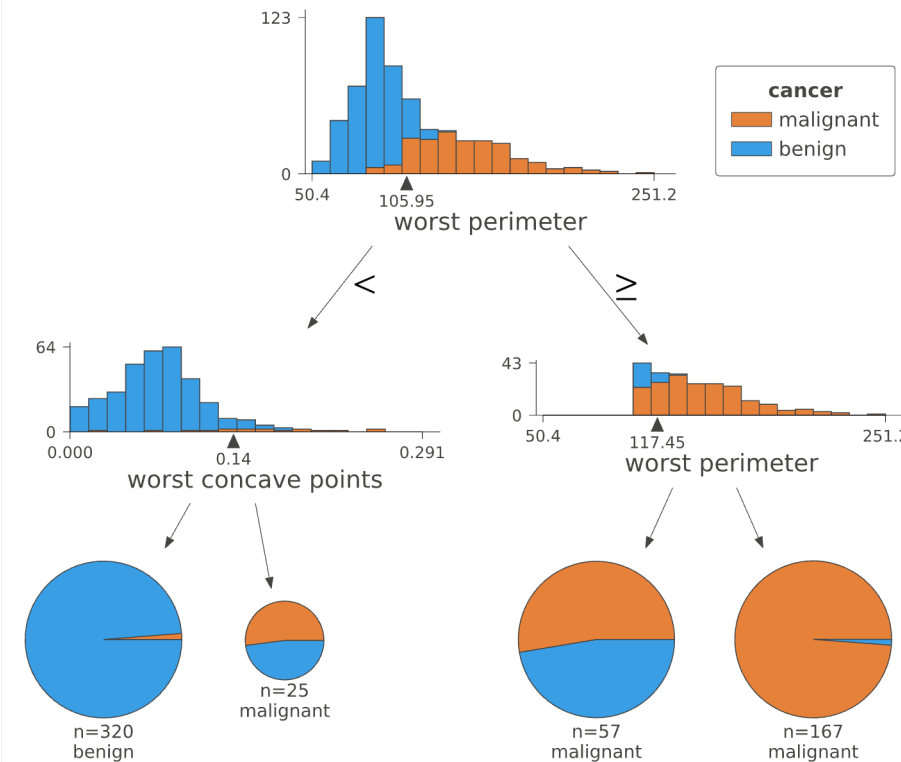 123
0
50.4
105.95
251.2
worst perimeter
cancer
malignant
benign
<
≥
64
0
0.000
0.14
0.291
worst concave points
43
0
50.4
117.45
251.2
worst perimeter
n=320
benign
n=25
malignant
n=57
malignant
n=167
malignant